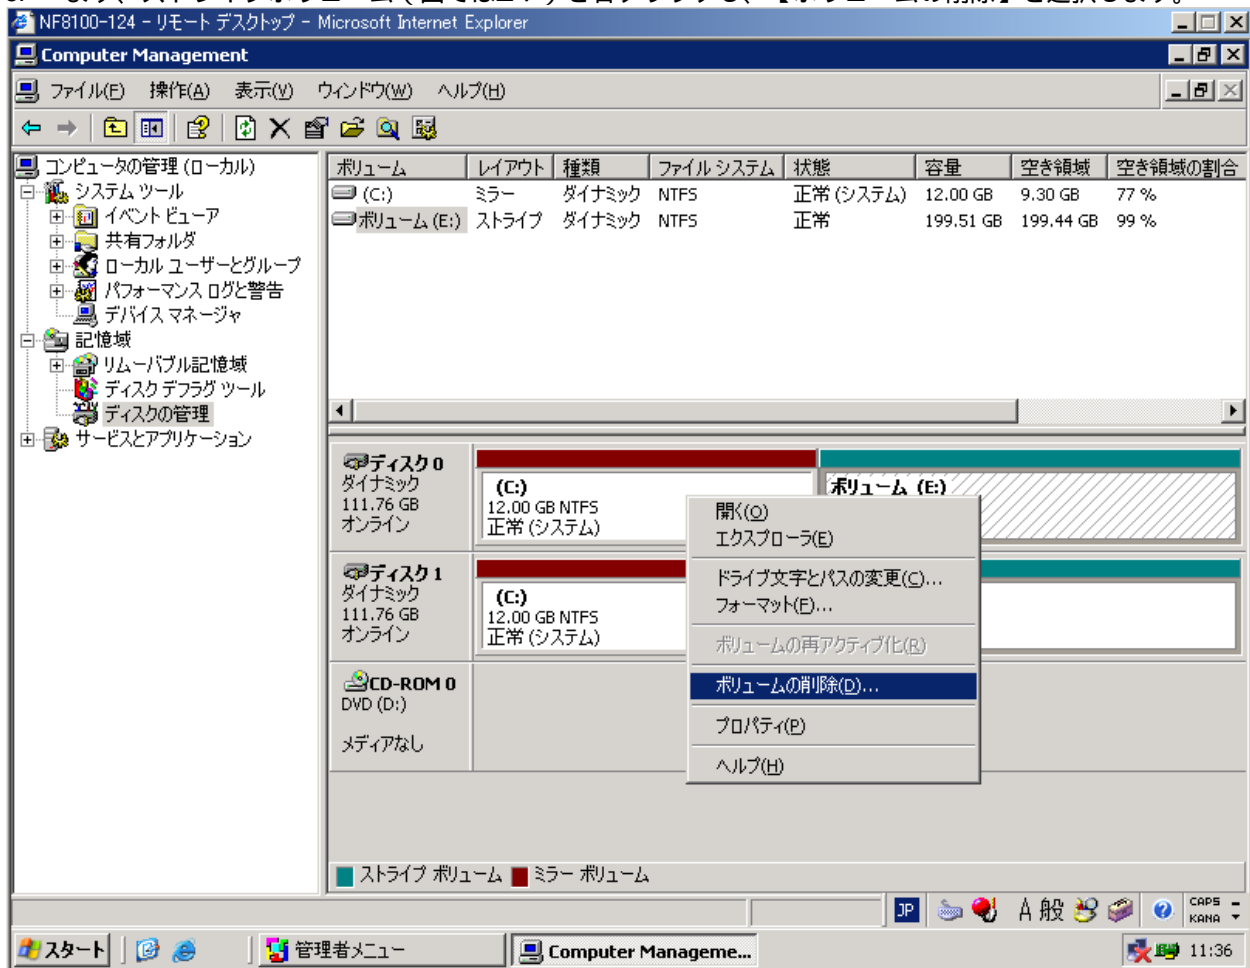 NF8100-124 - リモート デスクトップ - Microsoft Internet Explorer
Computer Management
ファイル(F) 操作(A) 表示(V) ウィンドウ(W) ヘルプ(H)
コンピュータの管理 (ローカル)
システム ツール
イベント ビューア
共有フォルダ
ローカル ユーザーとグループ
パフォーマンス ログと警告
デバイス マネージャ
記憶域
リムーバブル記憶域
ディスク デフラグ ツール
ディスクの管理
サービスとアプリケーション
ボリューム レイアウト 種類 ファイル システム 状態 容量 空き領域 空き領域の割合
(C:) ミラー ダイナミック NTFS 正常 (システム) 12.00 GB 9.30 GB 77 %
ボリューム (E:) ストライプ ダイナミック NTFS 正常 199.51 GB 199.44 GB 99 %
ディスク 0
ダイナミック
111.76 GB
オンライン
(C:)
12.00 GB NTFS
正常 (システム)
ボリューム (E:)
ディスク 1
ダイナミック
111.76 GB
オンライン
(C:)
12.00 GB NTFS
正常 (システム)
CD-ROM 0
DVD (D:)
メディアなし
開く(O)
エクスプローラ(E)
ドライブ文字とパスの変更(C)...
フォーマット(F)...
ボリュームの再アクティブ化(R)
ボリュームの削除(D)...
プロパティ(P)
ヘルプ(H)
ストライプ ボリューム ミラー ボリューム
JP A 般 CAPS KANA
スタート 管理者メニュー Computer Manageme... 11:36